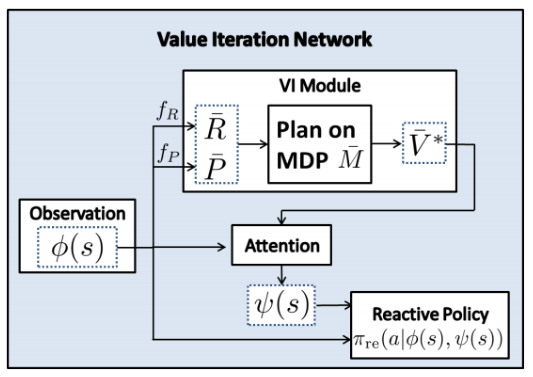 Value Iteration Network
VI Module
f_R
R̄
Plan on
MDP M̄
V̄*
f_P
P̄
Observation
ϕ(s)
Attention
ψ(s)
Reactive Policy
π_re(a|ϕ(s), ψ(s))